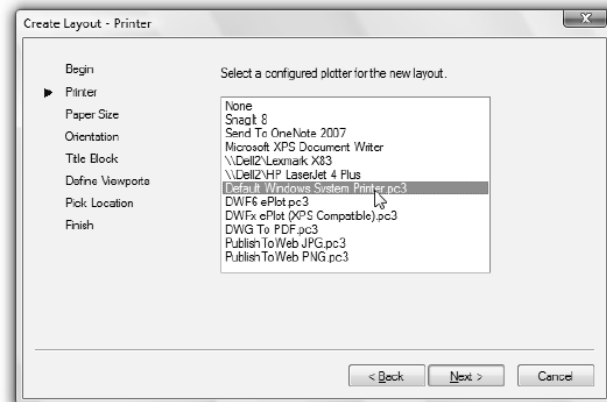 Create Layout - Printer
Begin
Printer
Paper Size
Orientation
Title Block
Define Viewports
Pick Location
Finish
Select a configured plotter for the new layout.
None
SnagIt 8
Send To OneNote 2007
Microsoft XPS Document Writer
\\Dell2\Lexmark X83
\\Dell2\HP LaserJet 4 Plus
Default Windows System Printer.pc3
DWF6 ePlot.pc3
DWFx ePlot (XPS Compatible).pc3
DWG To PDF.pc3
PublishToWeb JPG.pc3
PublishToWeb PNG.pc3
< Back
Next >
Cancel